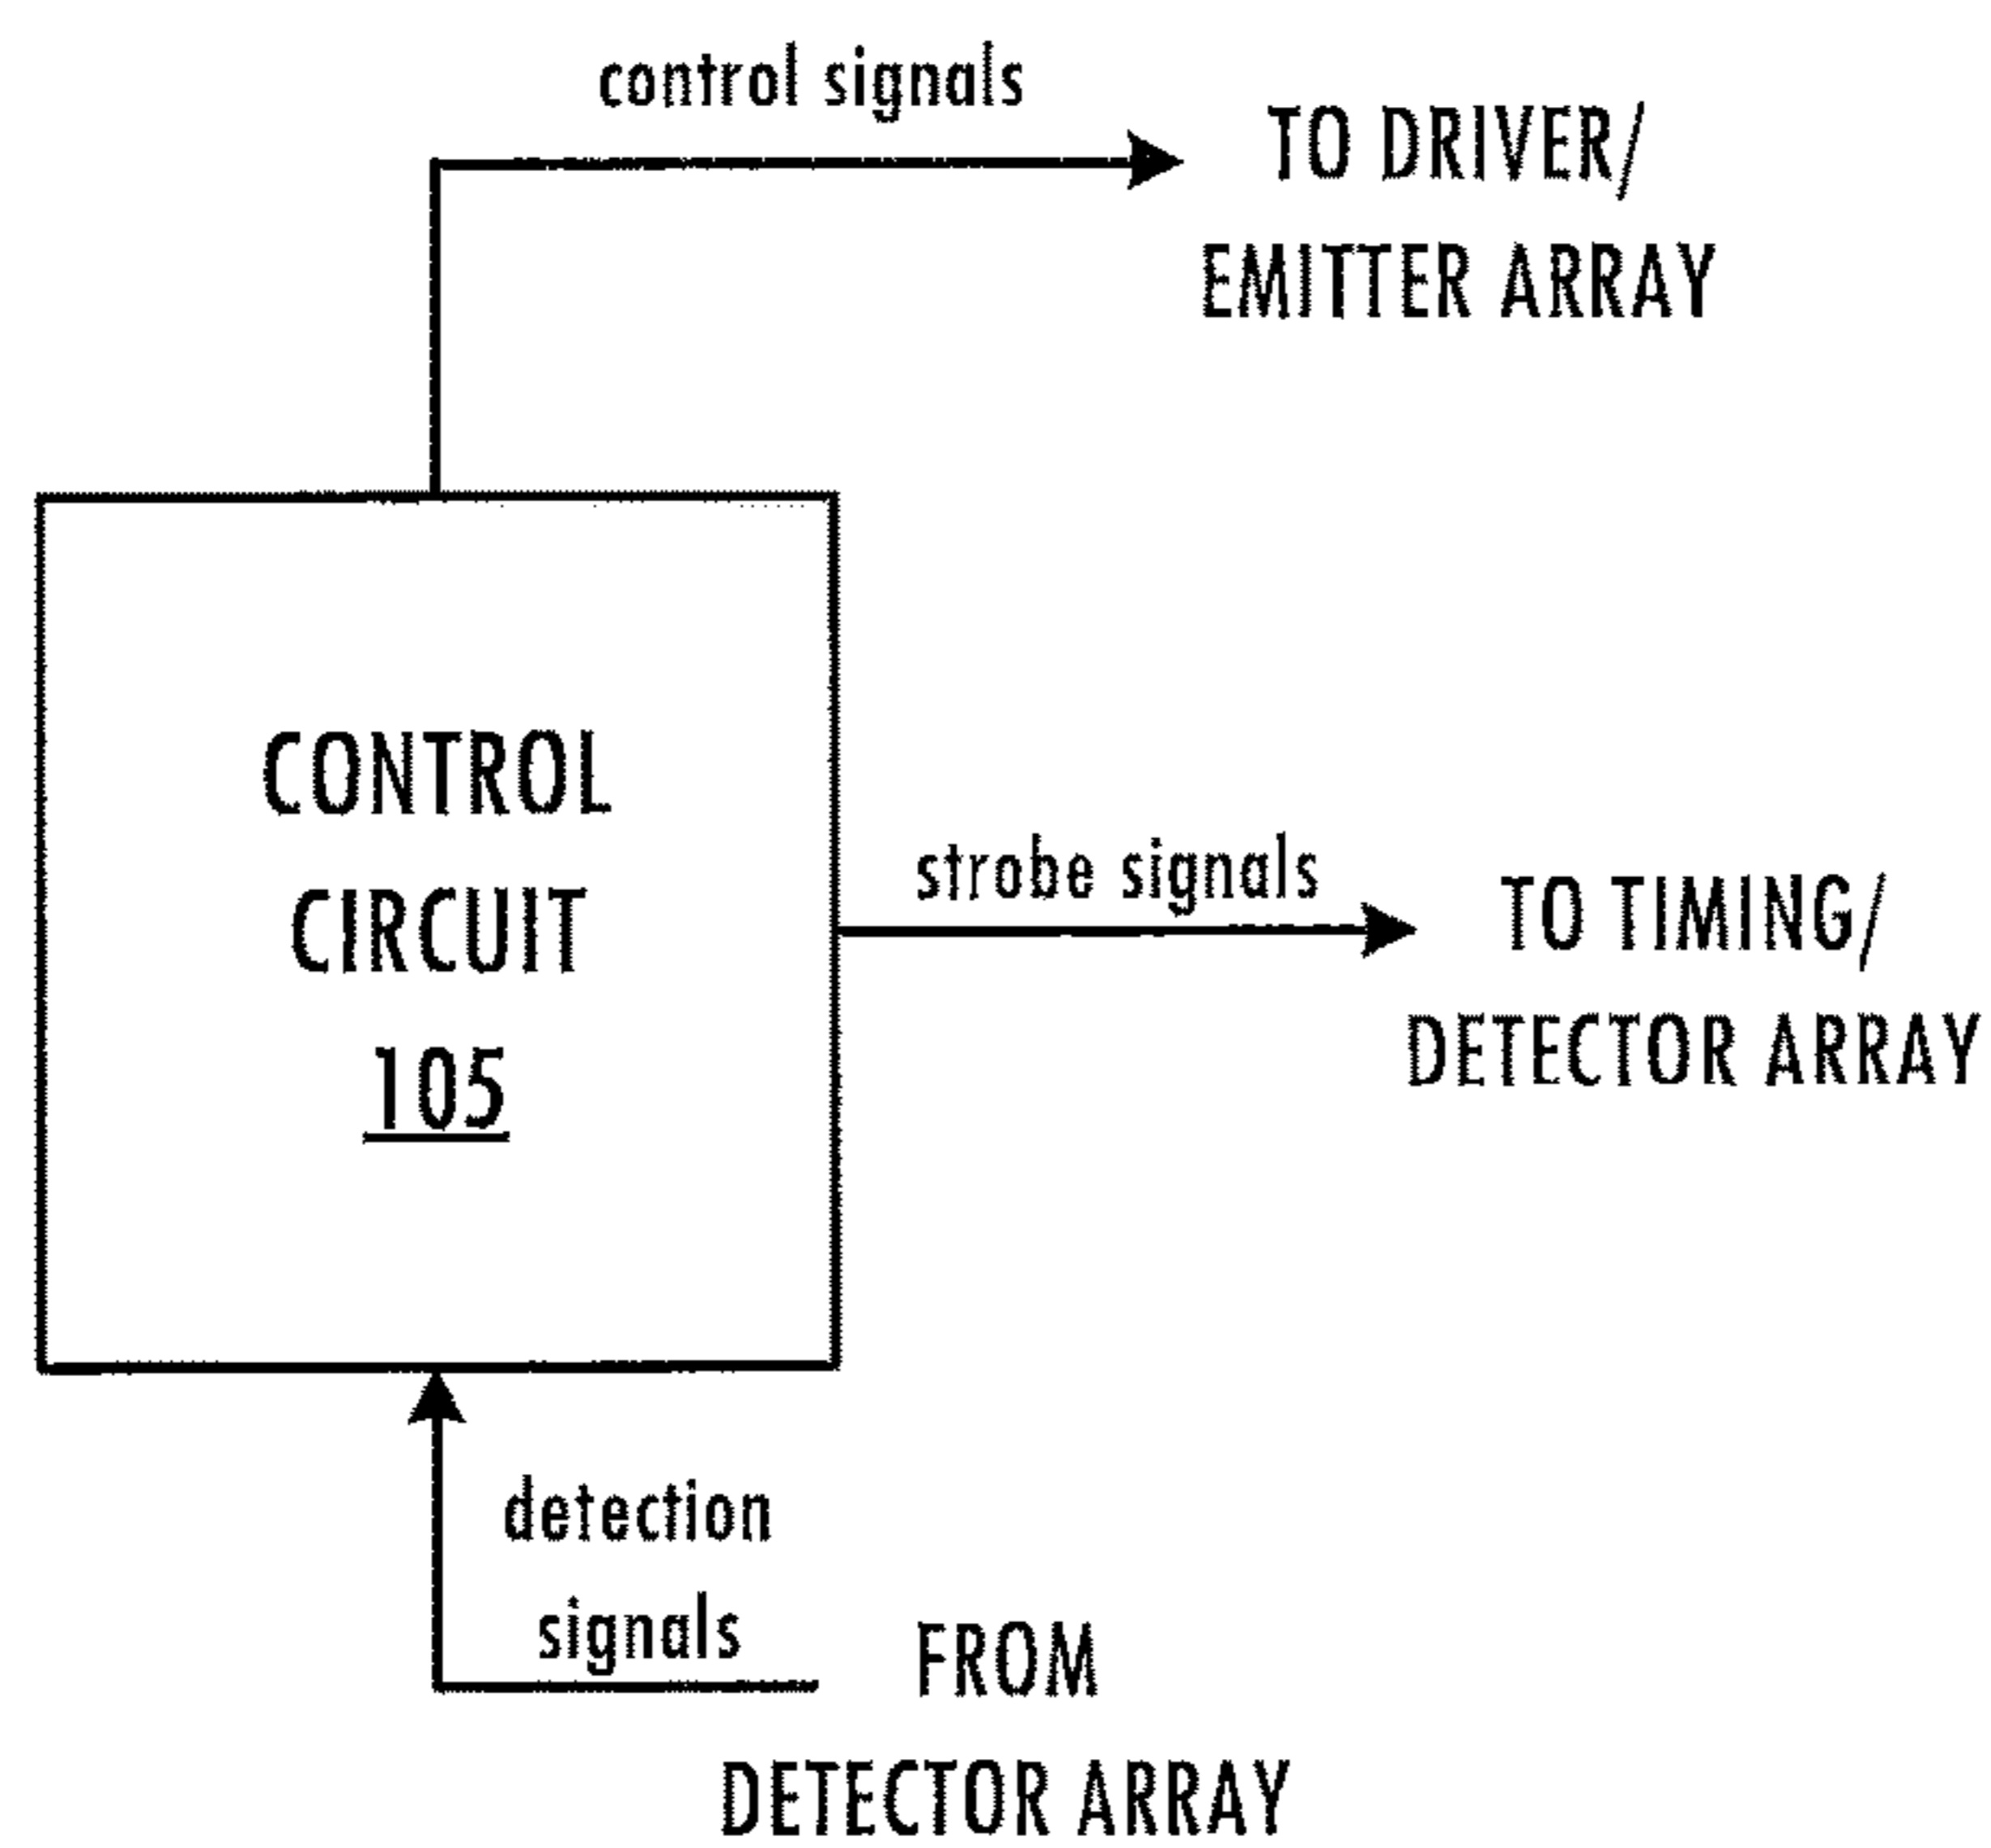 control signals
TO DRIVER/
EMITTER ARRAY
CONTROL
CIRCUIT
105
strobe signals
TO TIMING/
DETECTOR ARRAY
detection
signals
FROM
DETECTOR ARRAY